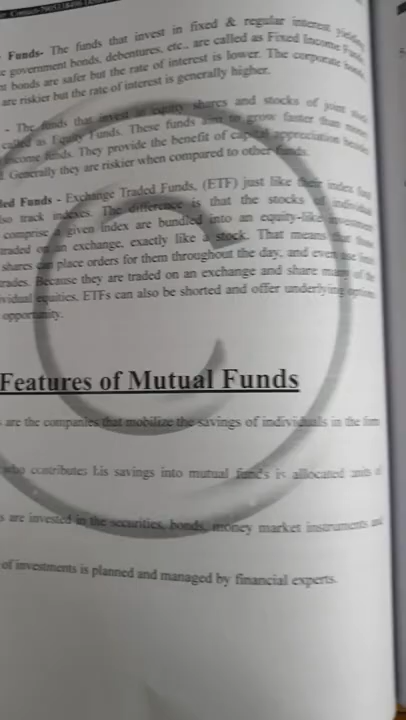 Funds- The funds that invest in fixed & regular interest yielding
government bonds, debentures, etc., are called as Fixed Income Funds.
bonds are safer but the rate of interest is lower. The corporate bonds
are riskier but the rate of interest is generally higher.
- The funds that invest in equity shares and stocks of joint stock
called as Equity Funds. These funds aim to grow faster than money
income funds. They provide the benefit of capital appreciation besides
Generally they are riskier when compared to other funds.
Funds - Exchange Traded Funds, (ETF) just like their index fund
also track indexes. The difference is that the stocks of individual
comprise a given index are bundled into an equity-like investment
traded on an exchange, exactly like a stock. That means that
shares can place orders for them throughout the day, and even use limit
trades. Because they are traded on an exchange and share many of the
individual equities. ETFs can also be shorted and offer underlying options
opportunity.
Features of Mutual Funds
are the companies that mobilize the savings of individuals in the form
who contributes his savings into mutual funds is allocated units of
are invested in the securities, bonds, money market instruments and
of investments is planned and managed by financial experts.